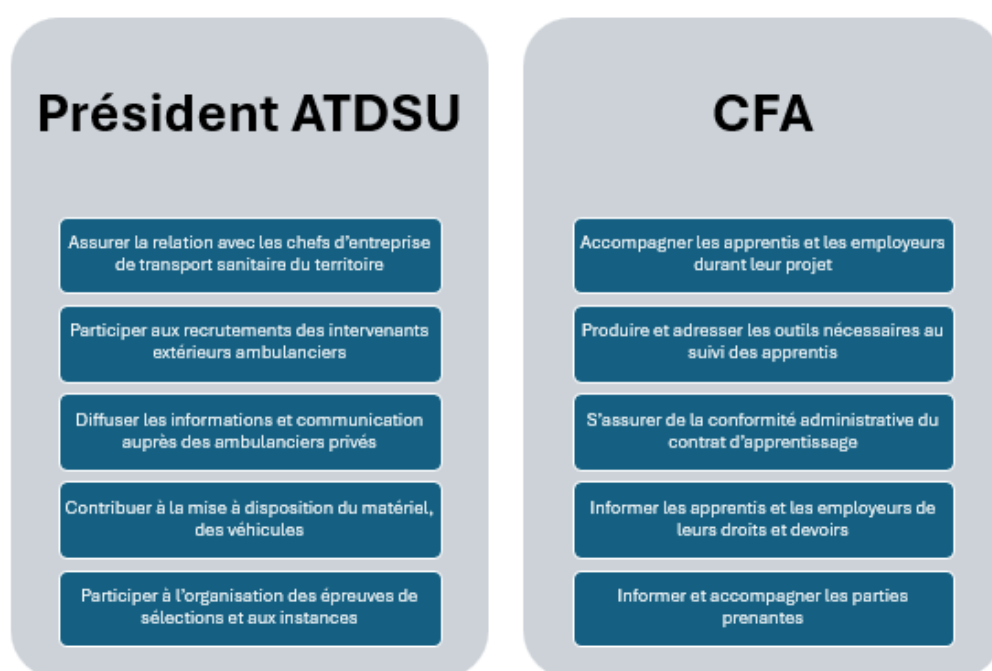 Président ATDSU
Assurer la relation avec les chefs d'entreprise
de transport sanitaire du territoire
Participer aux recrutements des intervenants
extérieurs ambulanciers
Diffuser les informations et communication
auprès des ambulanciers privés
Contribuer à la mise à disposition du matériel,
des véhicules
Participer à l'organisation des épreuves de
sélections et aux instances
CFA
Accompagner les apprentis et les employeurs
durant leur projet
Produire et adresser les outils nécessaires au
suivi des apprentis
S'assurer de la conformité administrative du
contrat d'apprentissage
Informer les apprentis et les employeurs de
leurs droits et devoirs
Informer et accompagner les parties
prenantes